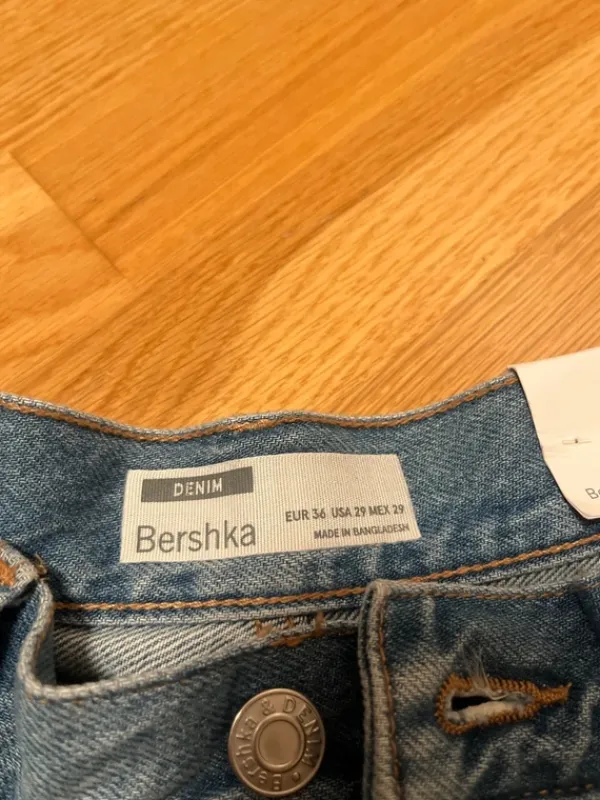 DENIM
Bershka
EUR 36 USA 29 MEX 29
MADE IN BANGLADESH
Bershka & DENIM